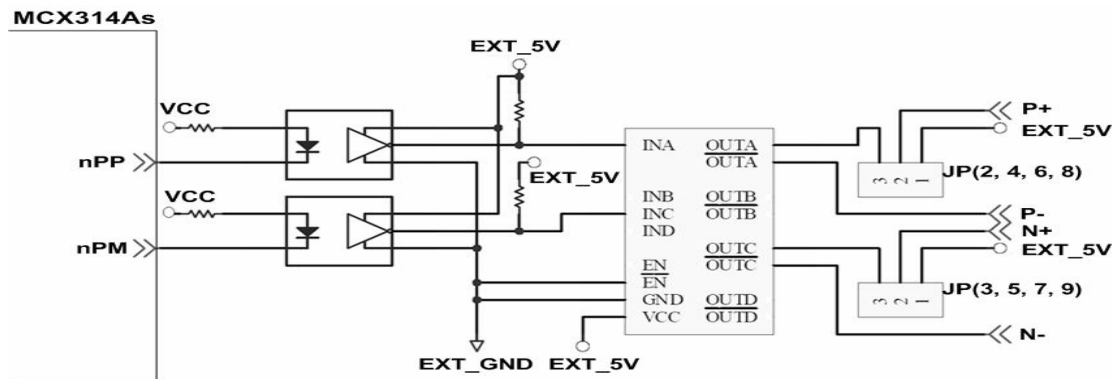 MCX314As
EXT_5V
VCC
P+
EXT_5V
INA OUTA
OUTA
nPP
JP(2, 4, 6, 8)
3 2 1
EXT_5V
VCC
INB OUTB
INC OUTB
IND
P-
N+
nPM
OUTC
EXT_5V
EN OUTC
EN
JP(3, 5, 7, 9)
3 2 1
GND OUTD
VCC OUTD
N-
EXT_GND EXT_5V